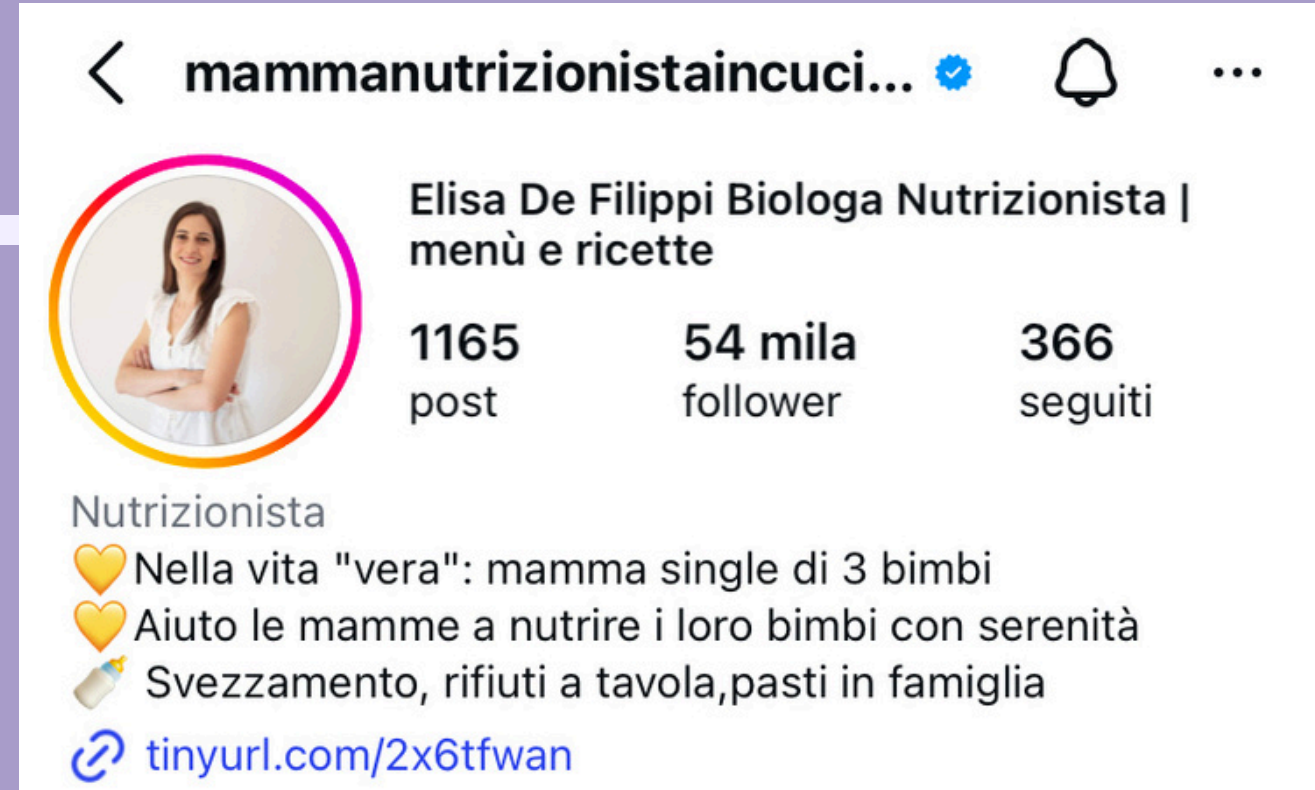 mammanutrizionistaincuci...
Elisa De Filippi Biologa Nutrizionista |
menù e ricette
1165 54 mila 366
post follower seguiti
Nutrizionista
💛Nella vita "vera": mamma single di 3 bimbi
💛Aiuto le mamme a nutrire i loro bimbi con serenità
🍼 Svezzamento, rifiuti a tavola,pasti in famiglia
tinyurl.com/2x6tfwan